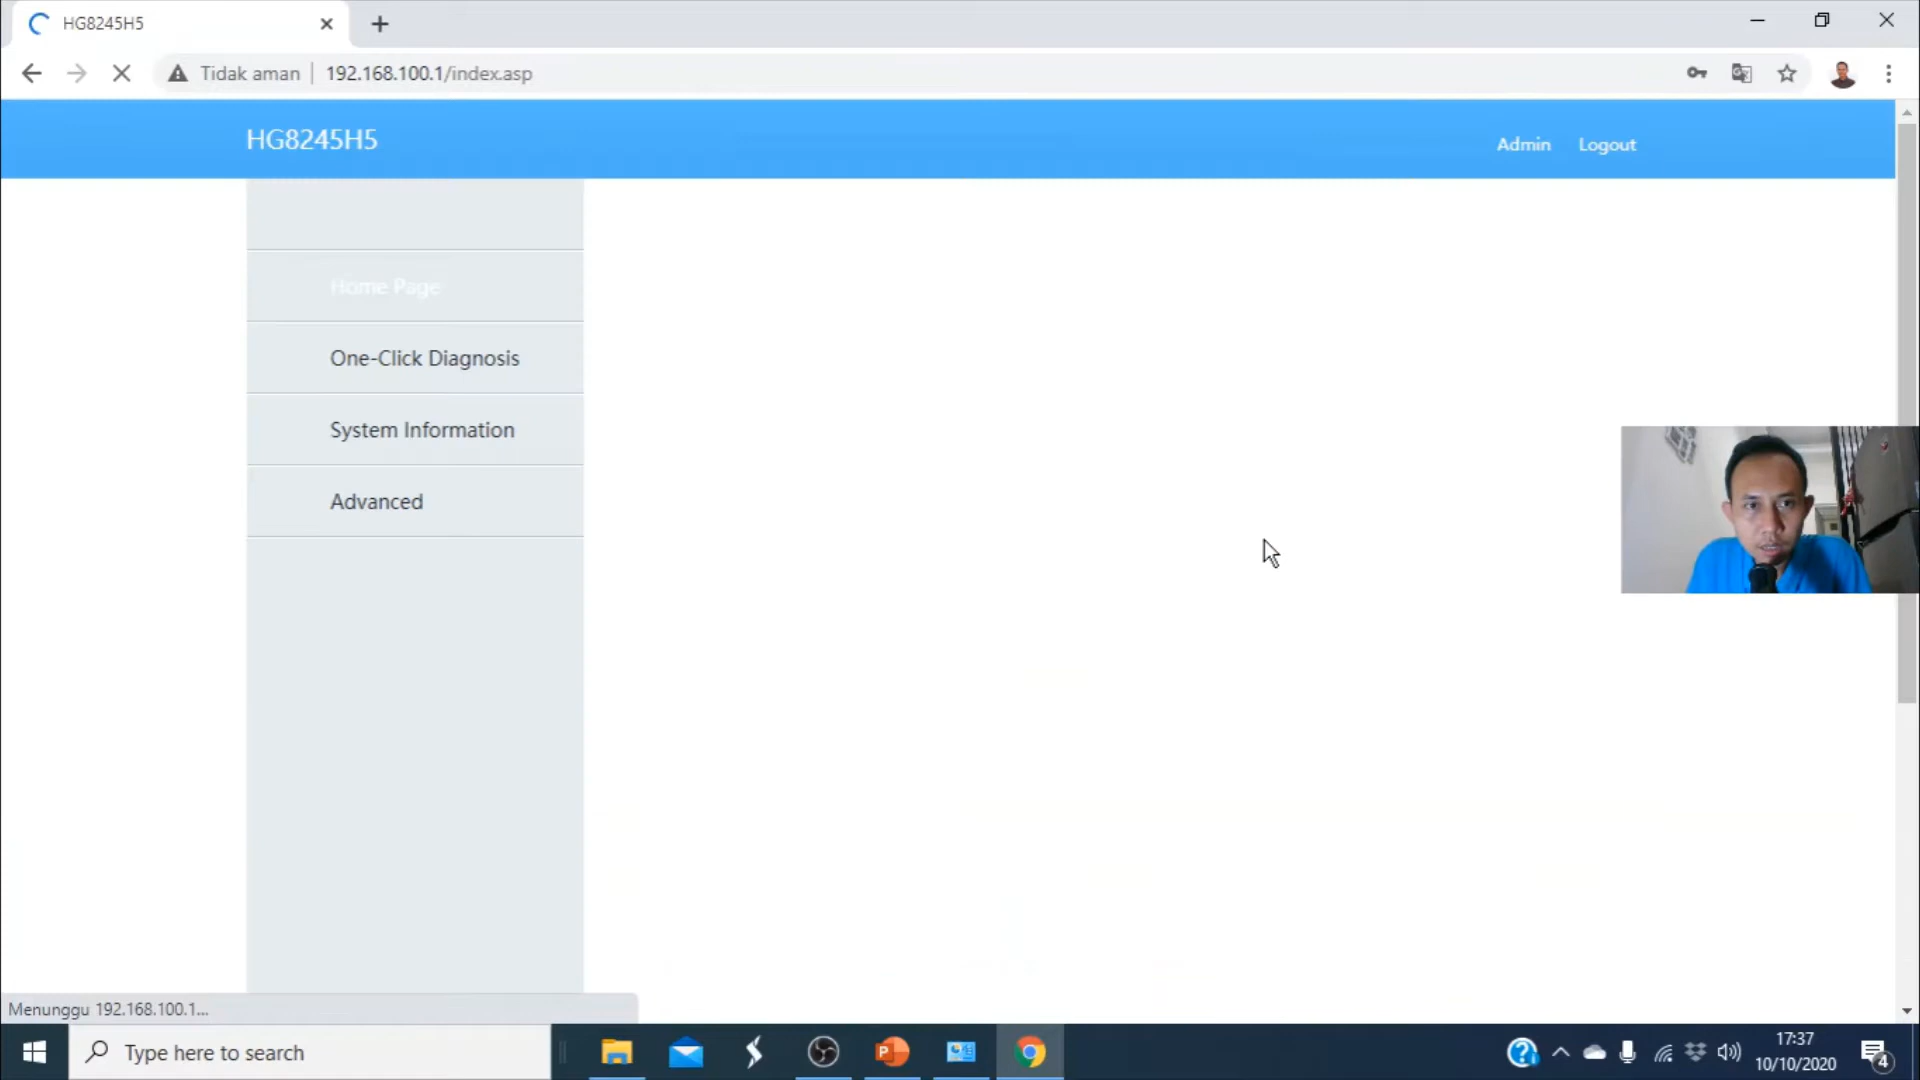 HG8245H5
Tidak aman | 192.168.100.1/index.asp
HG8245H5
Admin Logout
Home Page
One-Click Diagnosis
System Information
Advanced
Menunggu 192.168.100.1...
Type here to search
17:37
10/10/2020
4